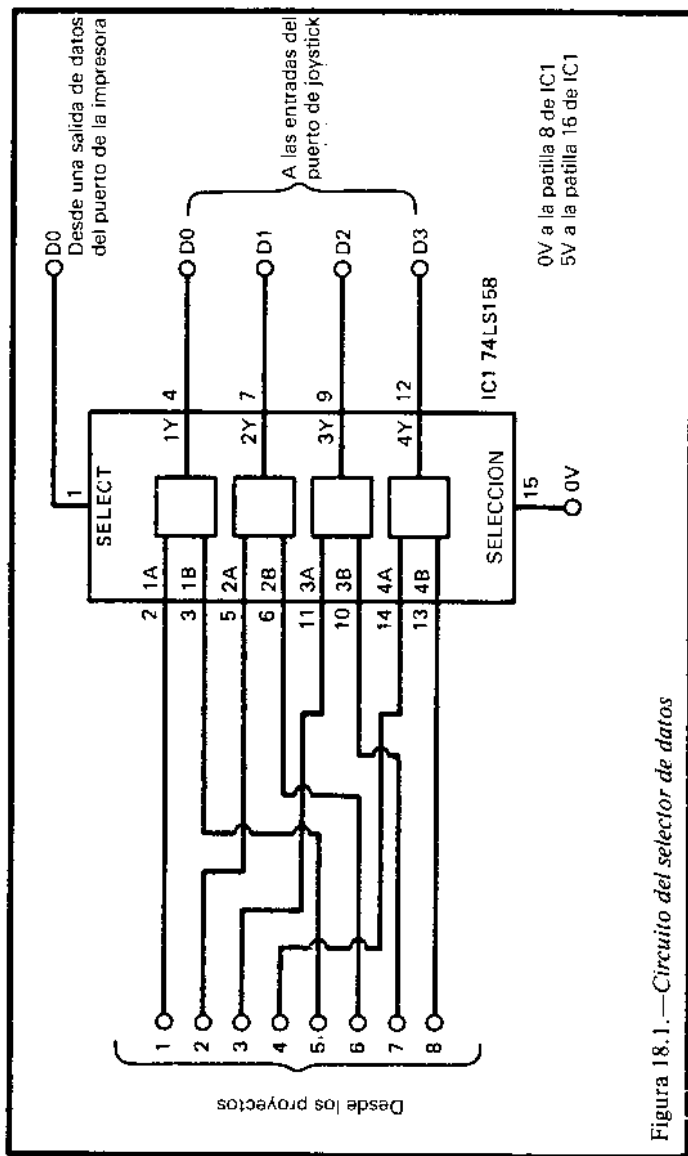 D0
Desde una salida de datos
del puerto de la impresora
1
SELECT
Desde los proyectos
1
2
3
4
5
6
7
8
2 1A
3 1B
5 2A
6 2B
11 3A
10 3B
14 4A
13 4B
1Y 4
2Y 7
3Y 9
4Y 12
D0
D1
D2
D3
A las entradas del
puerto de joystick
SELECCION
15
0V
IC1 74LS158
0V a la patilla 8 de IC1
5V a la patilla 16 de IC1
Figura 18.1.—Circuito del selector de datos